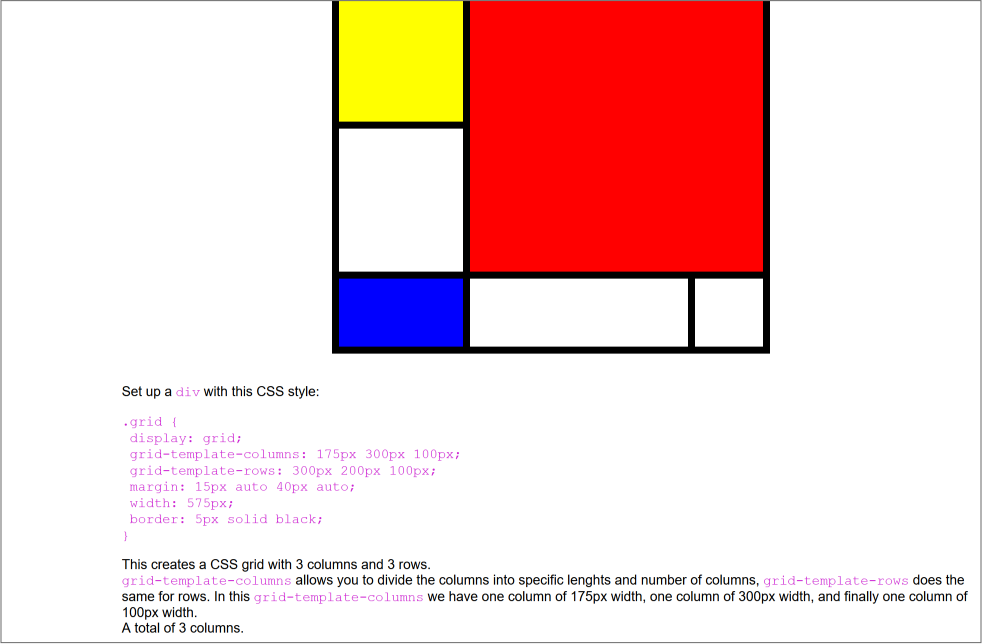 Set up a div with this CSS style:
.grid {
display: grid;
grid-template-columns: 175px 300px 100px;
grid-template-rows: 300px 200px 100px;
margin: 15px auto 40px auto;
width: 575px;
border: 5px solid black;
}
This creates a CSS grid with 3 columns and 3 rows.
grid-template-columns allows you to divide the columns into specific lenghts and number of columns, grid-template-rows does the
same for rows. In this grid-template-columns we have one column of 175px width, one column of 300px width, and finally one column of
100px width.
A total of 3 columns.